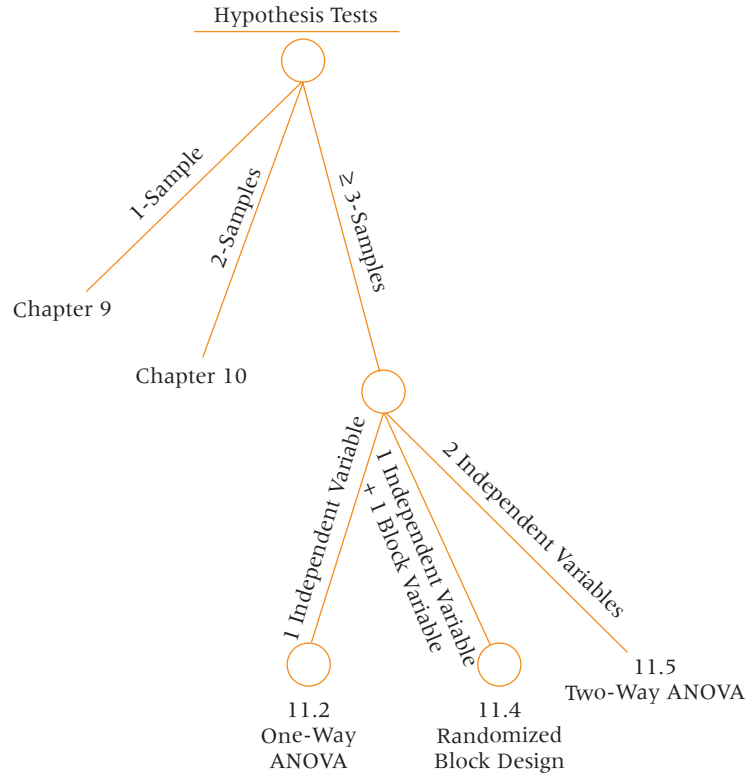 Hypothesis Tests
1-Sample
2-Samples
≥ 3-Samples
Chapter 9
Chapter 10
1 Independent Variable
1 Independent Variable
+ 1 Block Variable
2 Independent Variables
11.2
One-Way
ANOVA
11.4
Randomized
Block Design
11.5
Two-Way ANOVA